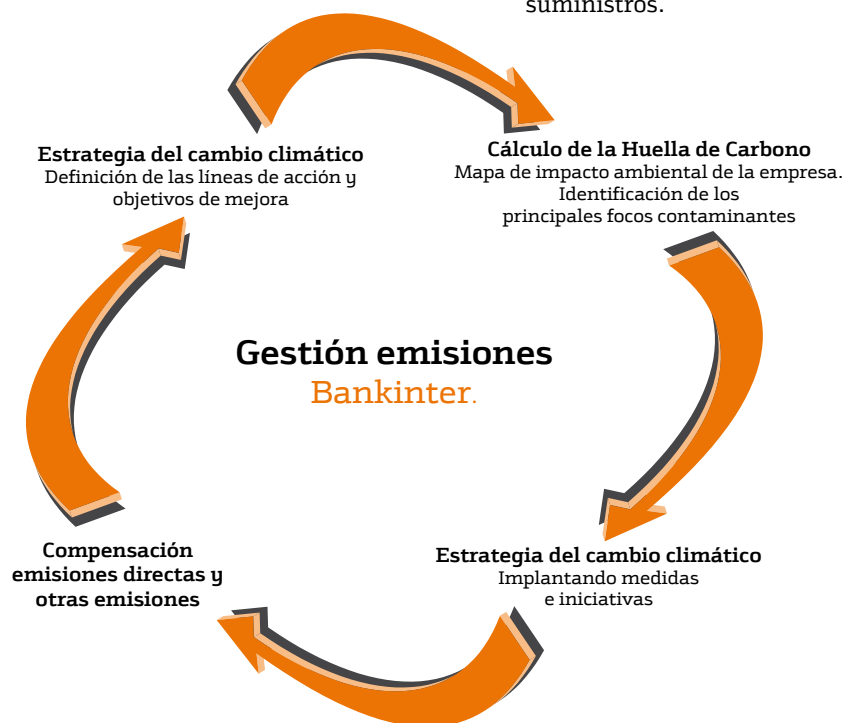 suministros.
Estrategia del cambio climático
Definición de las líneas de acción y
objetivos de mejora
Cálculo de la Huella de Carbono
Mapa de impacto ambiental de la empresa.
Identificación de los
principales focos contaminantes
Gestión emisiones
Bankinter.
Compensación
emisiones directas y
otras emisiones
Estrategia del cambio climático
Implantando medidas
e iniciativas